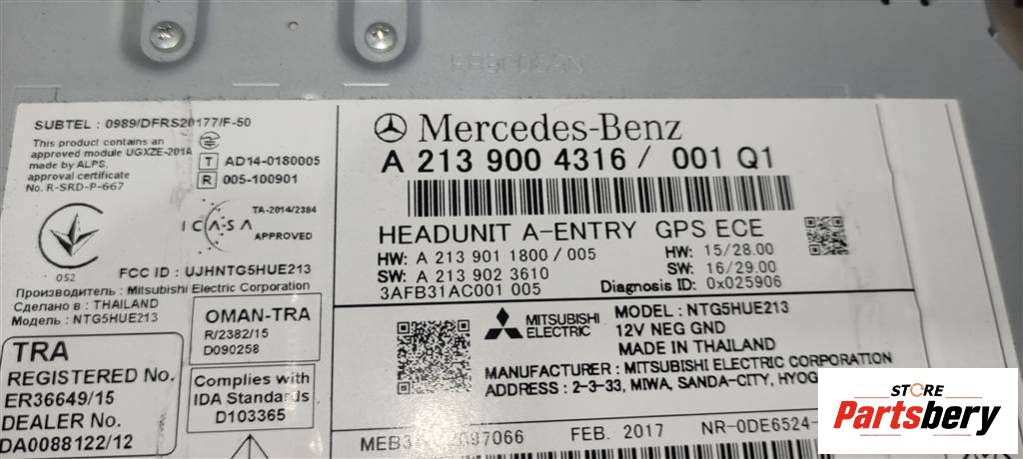 SUBTEL : 0989/DFRS20177/F-50
This product contains an
approved module UGXZE-201A
made by ALPS,
approval certificate
No. R-SRD-P-667
T AD14-0180005
R 005-100901
052
ICASA
TA-2014/2384
APPROVED
FCC ID : UJHNTG5HUE213
Производитель : Mitsubishi Electric Corporation
Сделано в : THAILAND
Модель : NTG5HUE213
TRA
REGISTERED No.
ER36649/15
DEALER No.
DA0088122/12
OMAN-TRA
R/2382/15
D090258
Complies with
IDA Standards
D103365
Mercedes-Benz
A 213 900 4316 / 001 Q1
HEADUNIT A-ENTRY GPS ECE
HW: A 213 901 1800 / 005
SW: A 213 902 3610
3AFB31AC001 005
HW: 15/28.00
SW: 16/29.00
Diagnosis ID: 0x025906
MITSUBISHI
ELECTRIC
MODEL : NTG5HUE213
12V NEG GND
MADE IN THAILAND
MANUFACTURER : MITSUBISHI ELECTRIC CORPORATION
ADDRESS : 2-3-33, MIWA, SANDA-CITY,
FEB. 2017
NR-0DE6524-
STORE
Partsbery